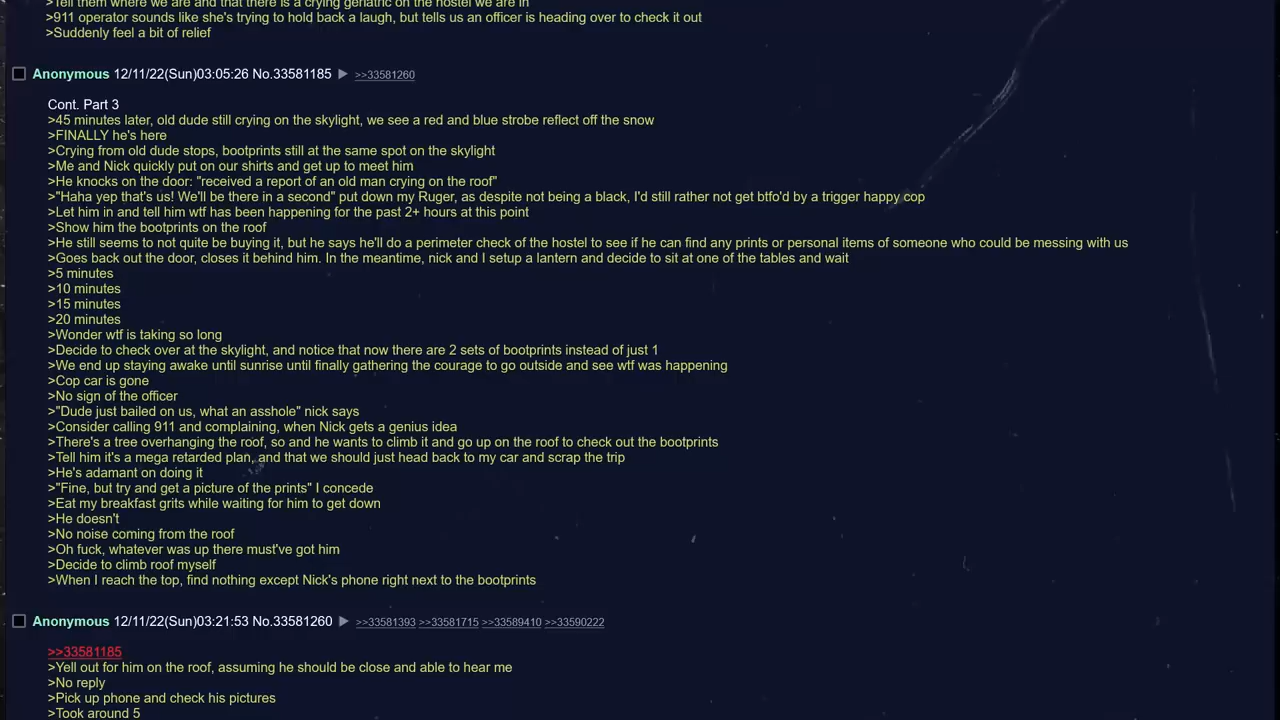 >Tell them where we are and that there is a crying geriatric on the hostel we are in
>911 operator sounds like she's trying to hold back a laugh, but tells us an officer is heading over to check it out
>Suddenly feel a bit of relief
Anonymous 12/11/22(Sun)03:05:26 No.33581185 ▶ >>33581260
Cont. Part 3
>45 minutes later, old dude still crying on the skylight, we see a red and blue strobe reflect off the snow
>FINALLY he's here
>Crying from old dude stops, bootprints still at the same spot on the skylight
>Me and Nick quickly put on our shirts and get up to meet him
>He knocks on the door: "received a report of an old man crying on the roof"
>"Haha yep that's us! We'll be there in a second" put down my Ruger, as despite not being a black, I'd still rather not get btfo'd by a trigger happy cop
>Let him in and tell him wtf has been happening for the past 2+ hours at this point
>Show him the bootprints on the roof
>He still seems to not quite be buying it, but he says he'll do a perimeter check of the hostel to see if he can find any prints or personal items of someone who could be messing with us
>Goes back out the door, closes it behind him. In the meantime, nick and I setup a lantern and decide to sit at one of the tables and wait
>5 minutes
>10 minutes
>15 minutes
>20 minutes
>Wonder wtf is taking so long
>Decide to check over at the skylight, and notice that now there are 2 sets of bootprints instead of just 1
>We end up staying awake until sunrise until finally gathering the courage to go outside and see wtf was happening
>Cop car is gone
>No sign of the officer
>"Dude just bailed on us, what an asshole" nick says
>Consider calling 911 and complaining, when Nick gets a genius idea
>There's a tree overhanging the roof, so and he wants to climb it and go up on the roof to check out the bootprints
>Tell him it's a mega retarded plan, and that we should just head back to my car and scrap the trip
>He's adamant on doing it
>"Fine, but try and get a picture of the prints" I concede
>Eat my breakfast grits while waiting for him to get down
>He doesn't
>No noise coming from the roof
>Oh fuck, whatever was up there must've got him
>Decide to climb roof myself
>When I reach the top, find nothing except Nick's phone right next to the bootprints
Anonymous 12/11/22(Sun)03:21:53 No.33581260 ▶ >>33581393 >>33581715 >>33589410 >>33590222
>>33581185
>Yell out for him on the roof, assuming he should be close and able to hear me
>No reply
>Pick up phone and check his pictures
>Took around 5